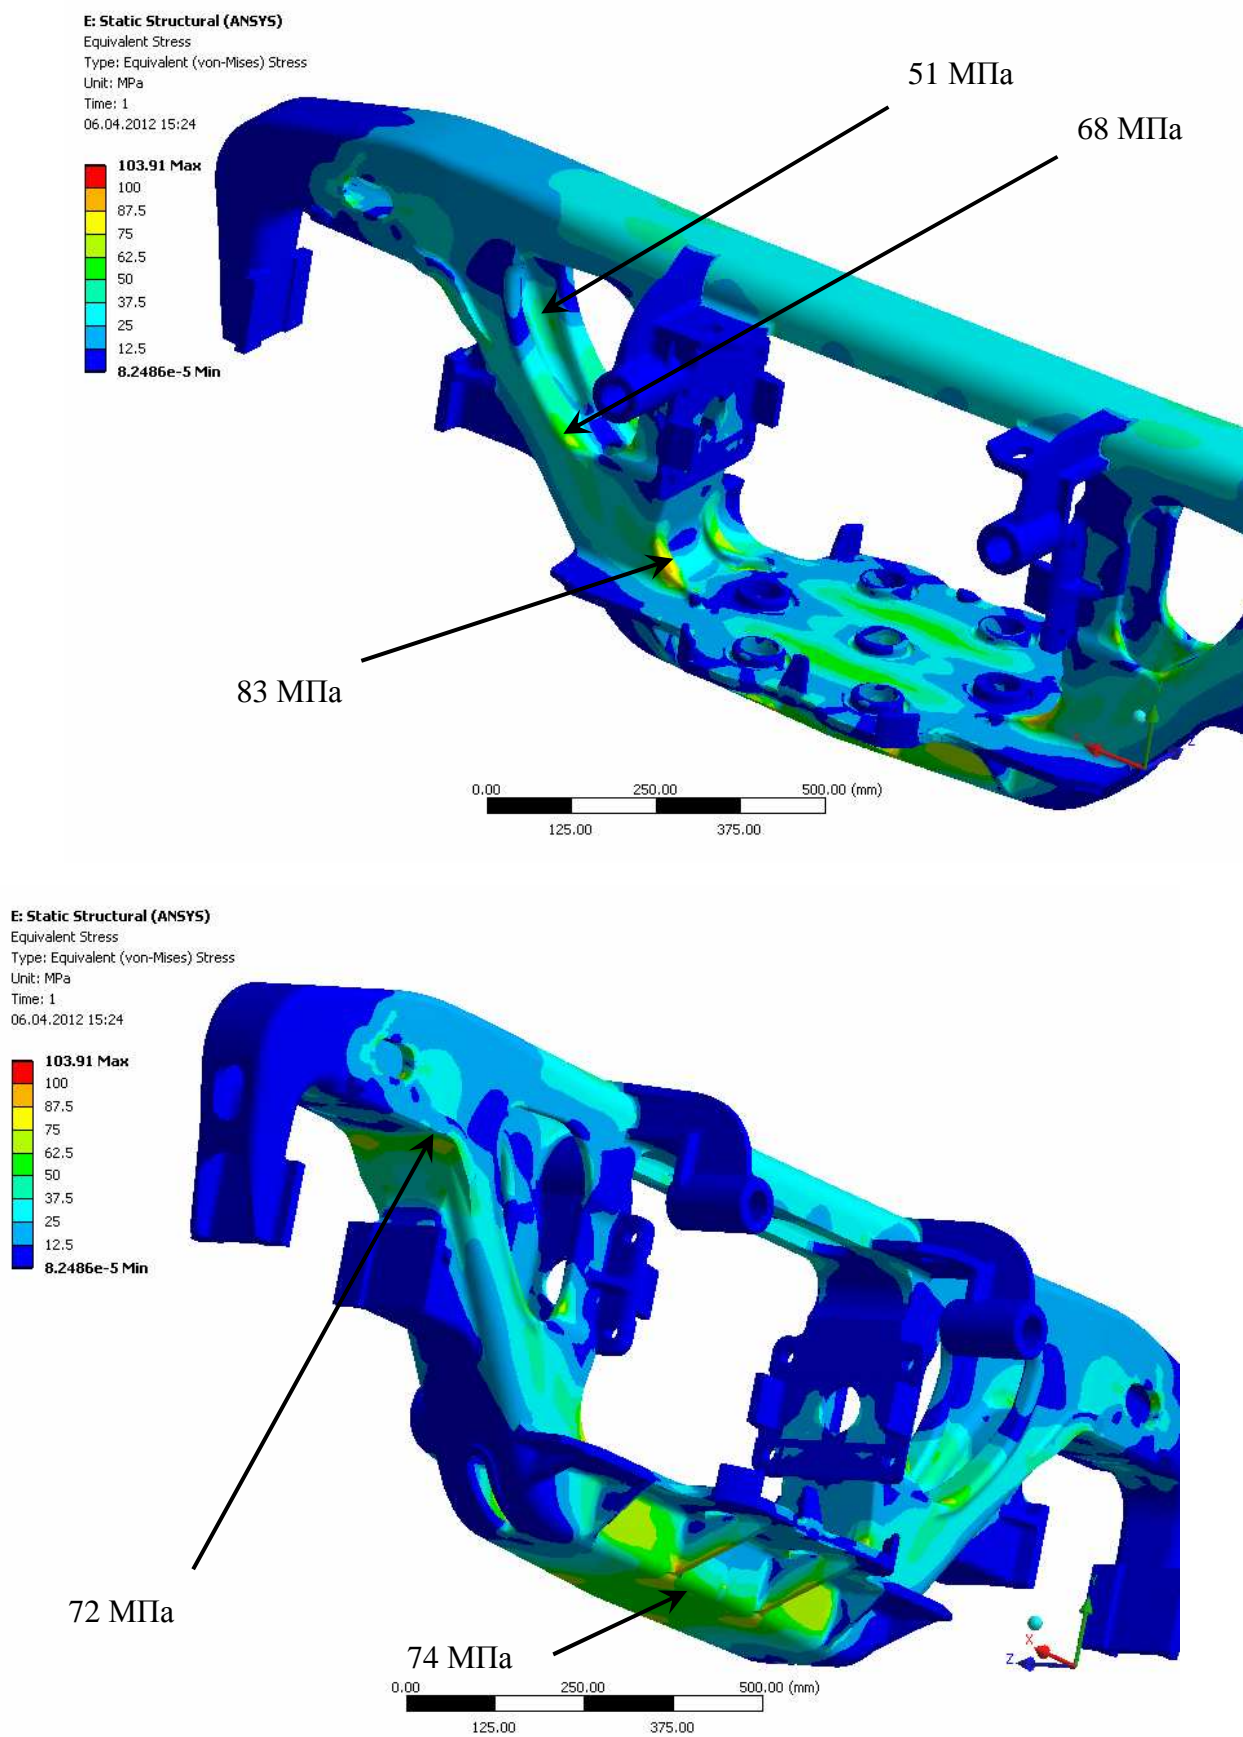 E: Static Structural (ANSYS)
Equivalent Stress
Type: Equivalent (von-Mises) Stress
Unit: MPa
Time: 1
06.04.2012 15:24
103.91 Max
100
87.5
75
62.5
50
37.5
25
12.5
8.2486e-5 Min
51 МПа
68 МПа
83 МПа
Z
0.00 250.00 500.00 (mm)
125.00 375.00
E: Static Structural (ANSYS)
Equivalent Stress
Type: Equivalent (von-Mises) Stress
Unit: MPa
Time: 1
06.04.2012 15:24
103.91 Max
100
87.5
75
62.5
50
37.5
25
12.5
8.2486e-5 Min
72 МПа
74 МПа
Y
X
Z
0.00 250.00 500.00 (mm)
125.00 375.00